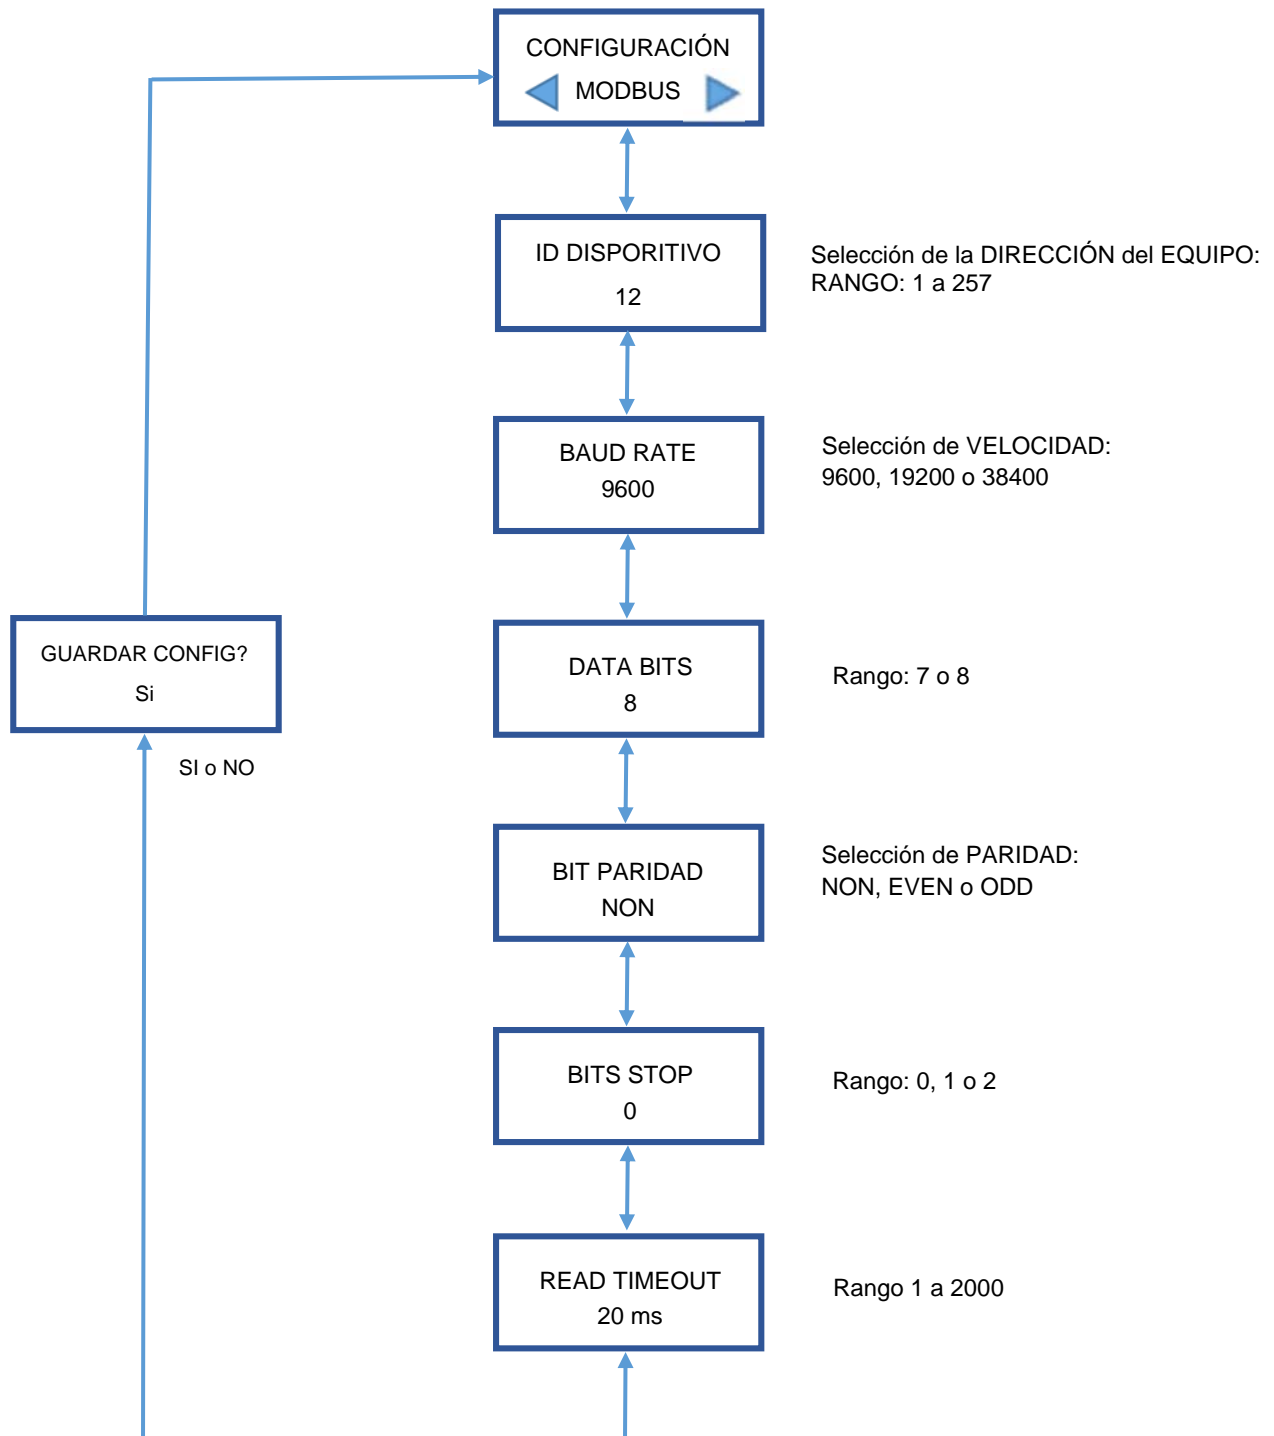 CONFIGURACIÓN
MODBUS
ID DISPORITIVO
12
Selección de la DIRECCIÓN del EQUIPO:
RANGO: 1 a 257
BAUD RATE
9600
Selección de VELOCIDAD:
9600, 19200 o 38400
GUARDAR CONFIG?
Si
SI o NO
DATA BITS
8
Rango: 7 o 8
BIT PARIDAD
NON
Selección de PARIDAD:
NON, EVEN o ODD
BITS STOP
0
Rango: 0, 1 o 2
READ TIMEOUT
20 ms
Rango 1 a 2000